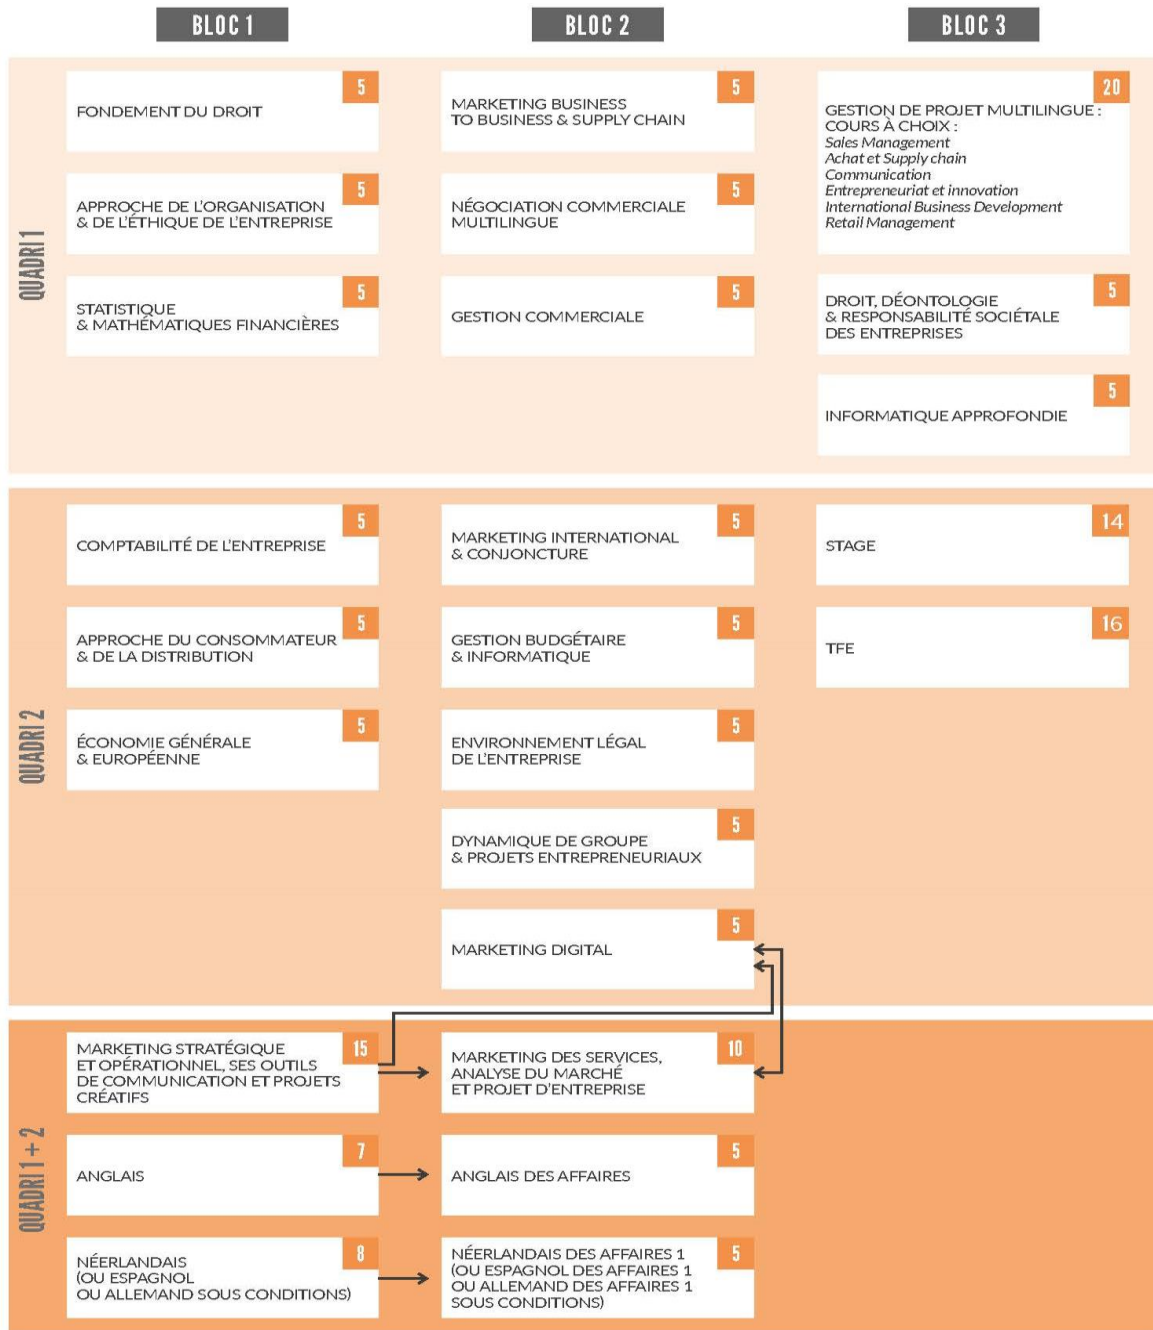 BLOC 1
BLOC 2
BLOC 3
QUADRI 1
5
FONDEMENT DU DROIT
5
MARKETING BUSINESS
TO BUSINESS & SUPPLY CHAIN
20
GESTION DE PROJET MULTILINGUE :
COURS À CHOIX :
Sales Management
Achat et Supply chain
Communication
Entrepreneuriat et innovation
International Business Development
Retail Management
5
APPROCHE DE L'ORGANISATION
& DE L'ÉTHIQUE DE L'ENTREPRISE
5
NÉGOCIATION COMMERCIALE
MULTILINGUE
5
STATISTIQUE
& MATHÉMATIQUES FINANCIÈRES
5
GESTION COMMERCIALE
5
DROIT, DÉONTOLOGIE
& RESPONSABILITÉ SOCIÉTALE
DES ENTREPRISES
5
INFORMATIQUE APPROFONDIE
QUADRI 2
5
COMPTABILITÉ DE L'ENTREPRISE
5
MARKETING INTERNATIONAL
& CONJONCTURE
14
STAGE
5
APPROCHE DU CONSOMMATEUR
& DE LA DISTRIBUTION
5
GESTION BUDGÉTAIRE
& INFORMATIQUE
16
TFE
5
ÉCONOMIE GÉNÉRALE
& EUROPÉENNE
5
ENVIRONNEMENT LÉGAL
DE L'ENTREPRISE
5
DYNAMIQUE DE GROUPE
& PROJETS ENTREPRENEURIAUX
5
MARKETING DIGITAL
QUADRI 1 + 2
15
MARKETING STRATÉGIQUE
ET OPÉRATIONNEL, SES OUTILS
DE COMMUNICATION ET PROJETS
CRÉATIFS
10
MARKETING DES SERVICES,
ANALYSE DU MARCHÉ
ET PROJET D'ENTREPRISE
7
ANGLAIS
5
ANGLAIS DES AFFAIRES
8
NÉERLANDAIS
(OU ESPAGNOL
OU ALLEMAND SOUS CONDITIONS)
5
NÉERLANDAIS DES AFFAIRES 1
(OU ESPAGNOL DES AFFAIRES 1
OU ALLEMAND DES AFFAIRES 1
SOUS CONDITIONS)